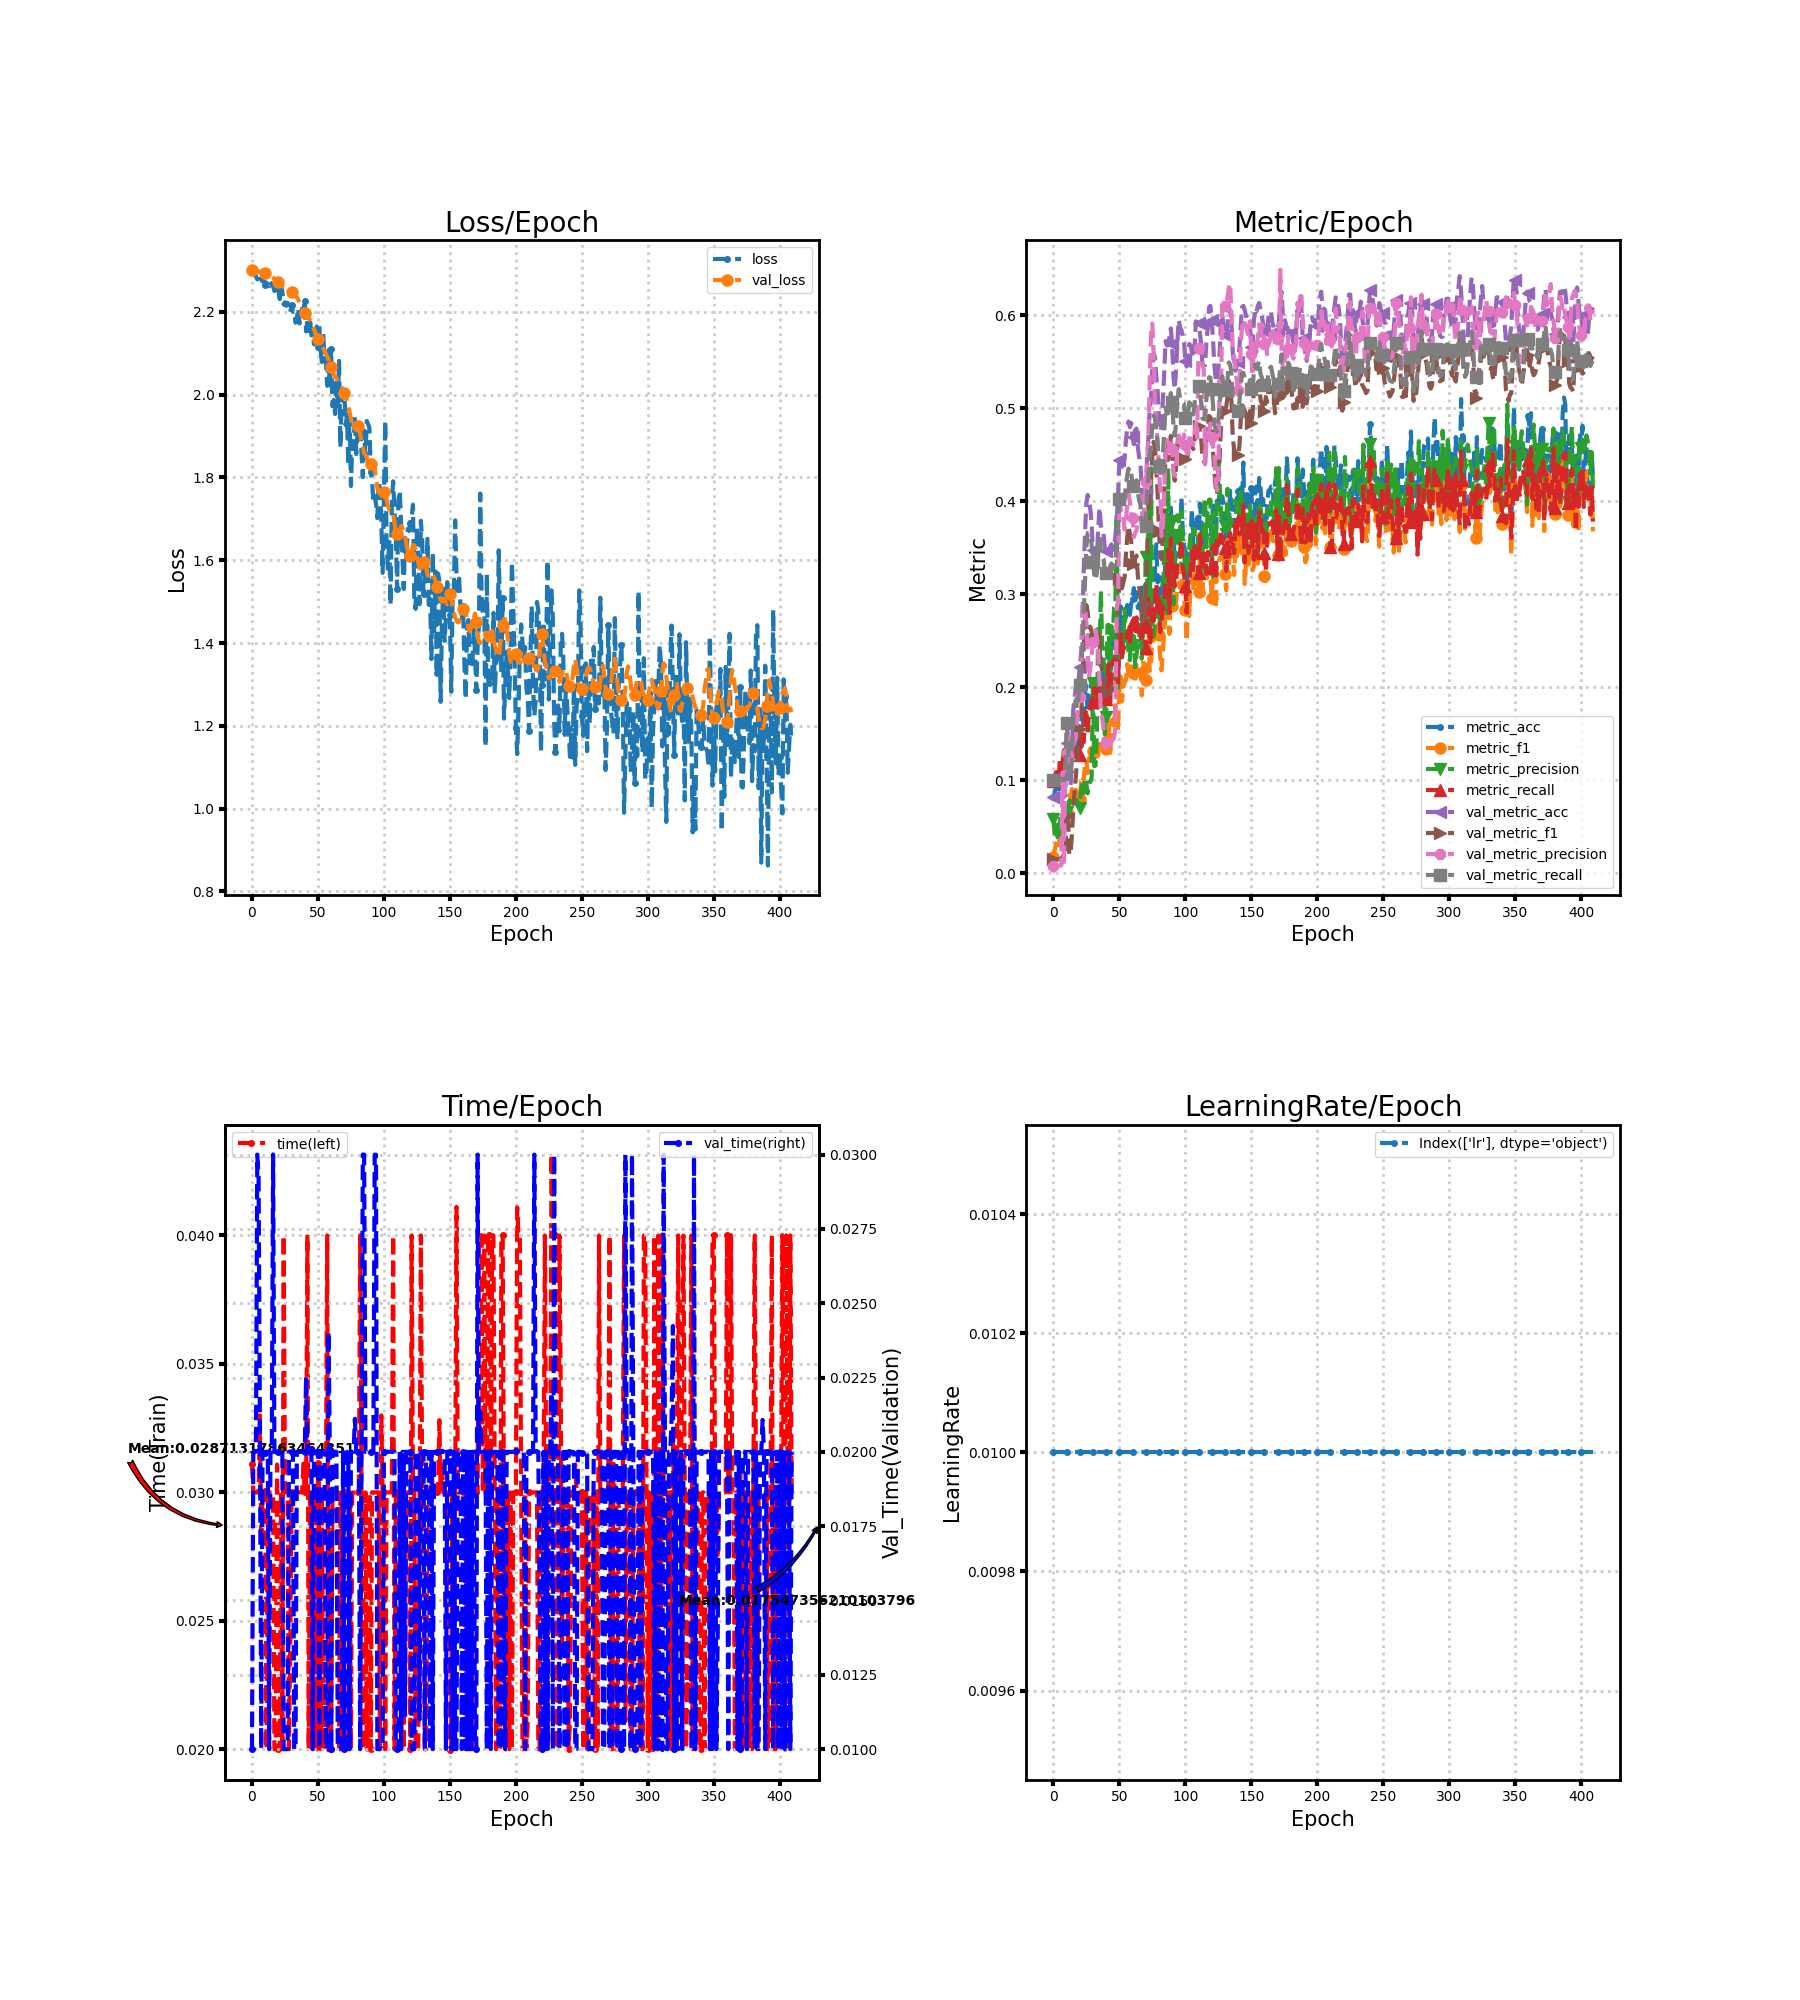 Loss/Epoch
loss
val_loss
2.2
2.0
1.8
1.6
1.4
1.2
1.0
0.8
Loss
0 50 100 150 200 250 300 350 400
Epoch
Metric/Epoch
0.6
0.5
0.4
0.3
0.2
0.1
0.0
Metric
metric_acc
metric_f1
metric_precision
metric_recall
val_metric_acc
val_metric_f1
val_metric_precision
val_metric_recall
0 50 100 150 200 250 300 350 400
Epoch
Time/Epoch
time(left)
val_time(right)
0.040
0.035
0.030
0.025
0.020
Time(Train)
0.0300
0.0275
0.0250
0.0225
0.0200
0.0175
0.0150
0.0125
0.0100
Val_Time(Validation)
0 50 100 150 200 250 300 350 400
Epoch
LearningRate/Epoch
Index(['lr'], dtype='object')
0.0104
0.0102
0.0100
0.0098
0.0096
LearningRate
0 50 100 150 200 250 300 350 400
Epoch